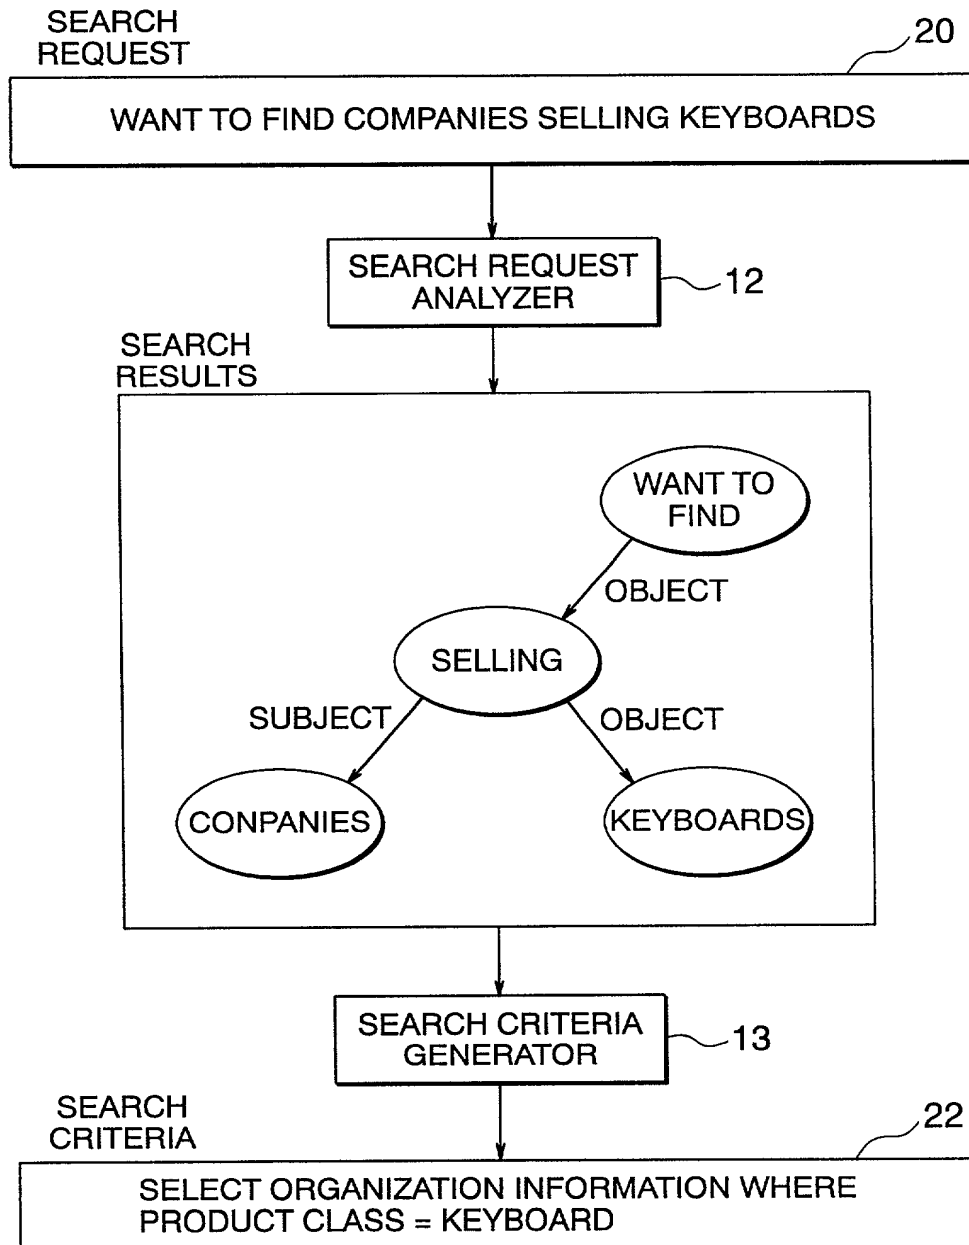 SEARCH
REQUEST
20
WANT TO FIND COMPANIES SELLING KEYBOARDS
SEARCH REQUEST
ANALYZER
12
SEARCH
RESULTS
WANT TO
FIND
OBJECT
SELLING
SUBJECT
OBJECT
CONPANIES
KEYBOARDS
SEARCH CRITERIA
GENERATOR
13
SEARCH
CRITERIA
22
SELECT ORGANIZATION INFORMATION WHERE
PRODUCT CLASS = KEYBOARD